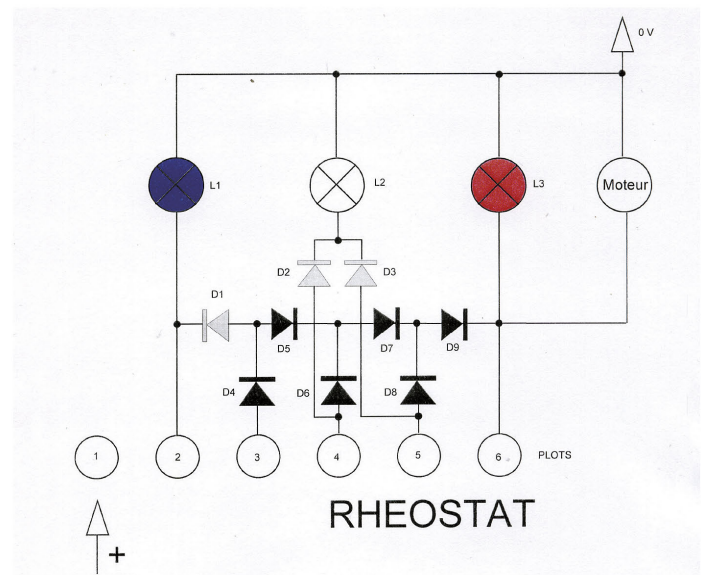 0 V
L1
L2
L3
Moteur
D2
D3
D1
D5
D7
D9
D4
D6
D8
1
2
3
4
5
6
PLOTS
RHEOSTAT
+